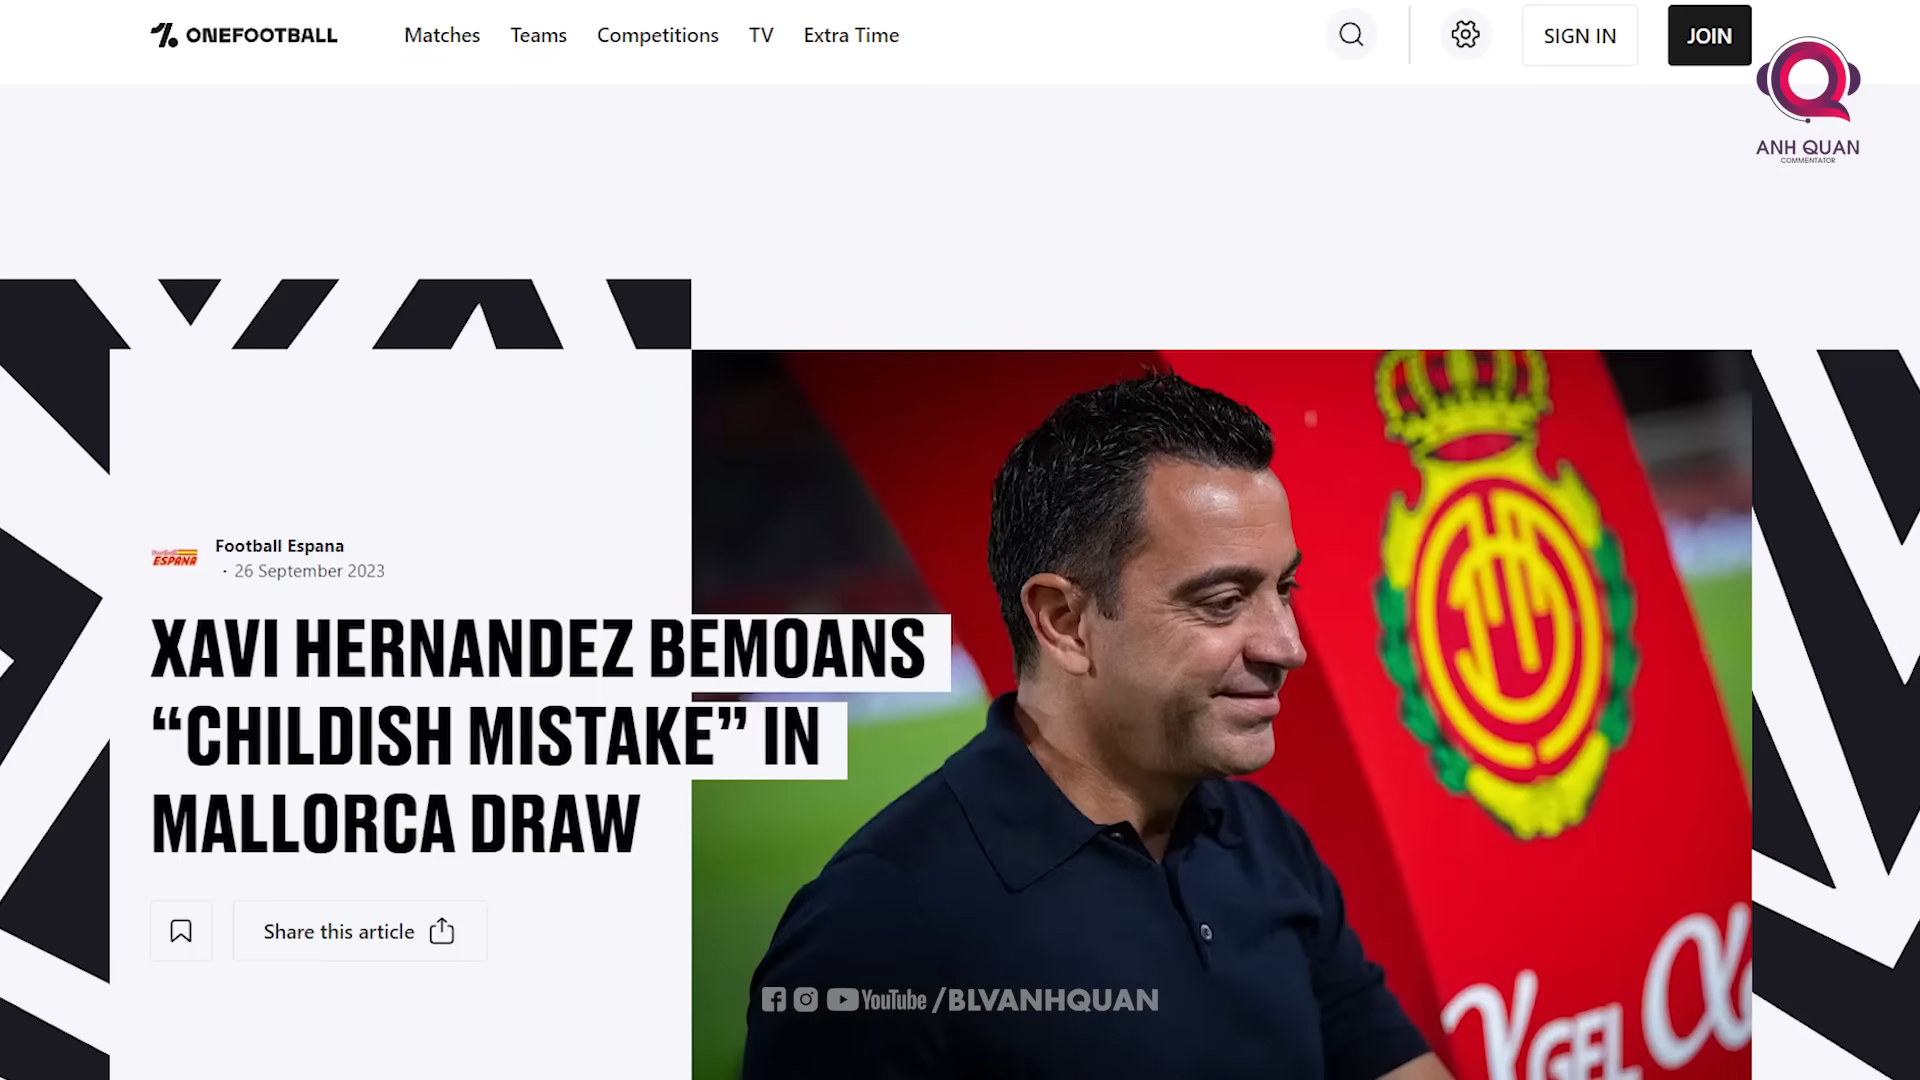 ONEFOOTBALL
Matches
Teams
Competitions
TV
Extra Time
SIGN IN
JOIN
ANH QUAN
COMMENTATOR
Football
ESPANA
Football Espana
· 26 September 2023
XAVI HERNANDEZ BEMOANS
“CHILDISH MISTAKE” IN
MALLORCA DRAW
Share this article
YouTube /BLVANHQUAN